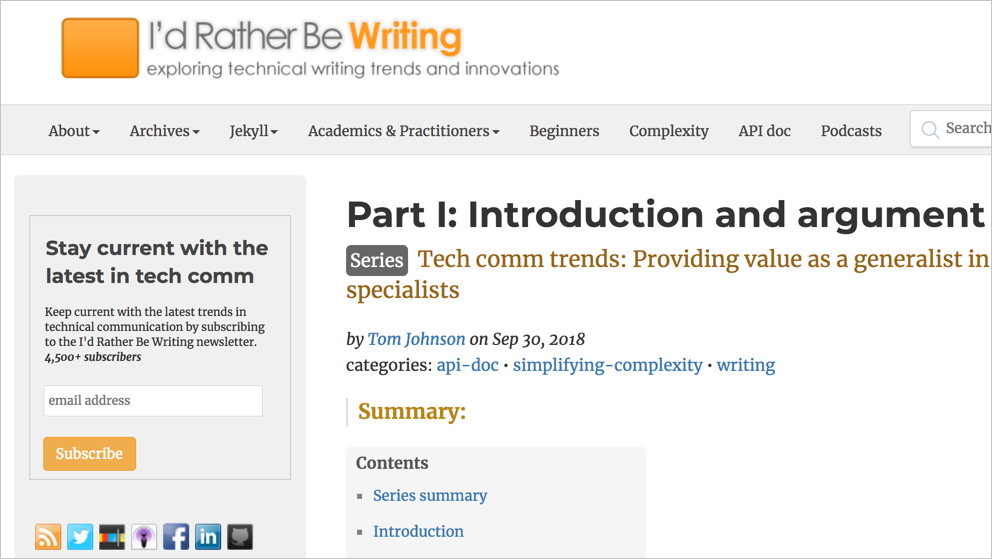 I'd Rather Be Writing
exploring technical writing trends and innovations
About Archives Jekyll Academics & Practitioners Beginners Complexity API doc Podcasts Search
Stay current with the
latest in tech comm
Keep current with the latest trends in
technical communication by subscribing
to the I'd Rather Be Writing newsletter.
4,500+ subscribers
email address
Subscribe
Part I: Introduction and argument
Series Tech comm trends: Providing value as a generalist in
specialists
by Tom Johnson on Sep 30, 2018
categories: api-doc • simplifying-complexity • writing
Summary:
Contents
▪ Series summary
▪ Introduction